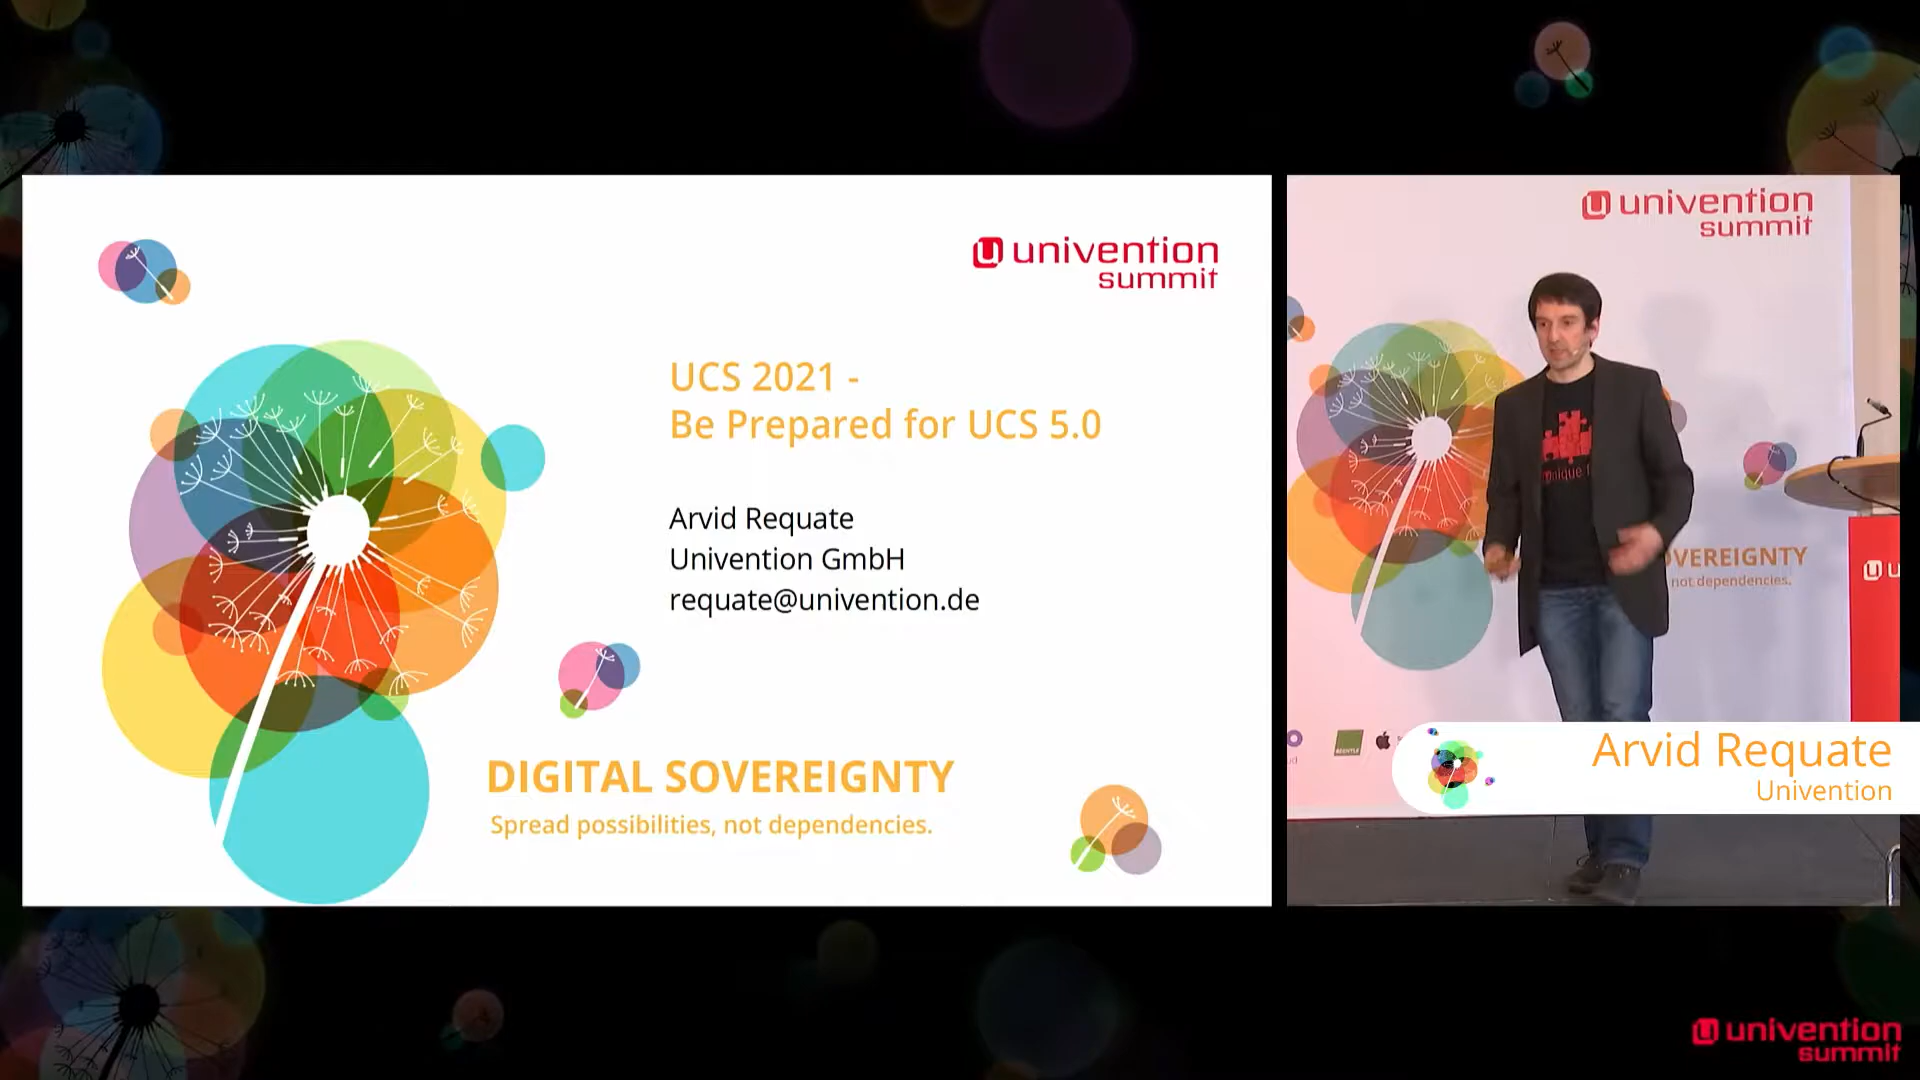 univention
summit
UCS 2021 -
Be Prepared for UCS 5.0
Arvid Requate
Univention GmbH
requate@univention.de
DIGITAL SOVEREIGNTY
Spread possibilities, not dependencies.
univention
summit
nique
VEREIGNTY
not dependencies.
Arvid Requate
Univention
univention
summit